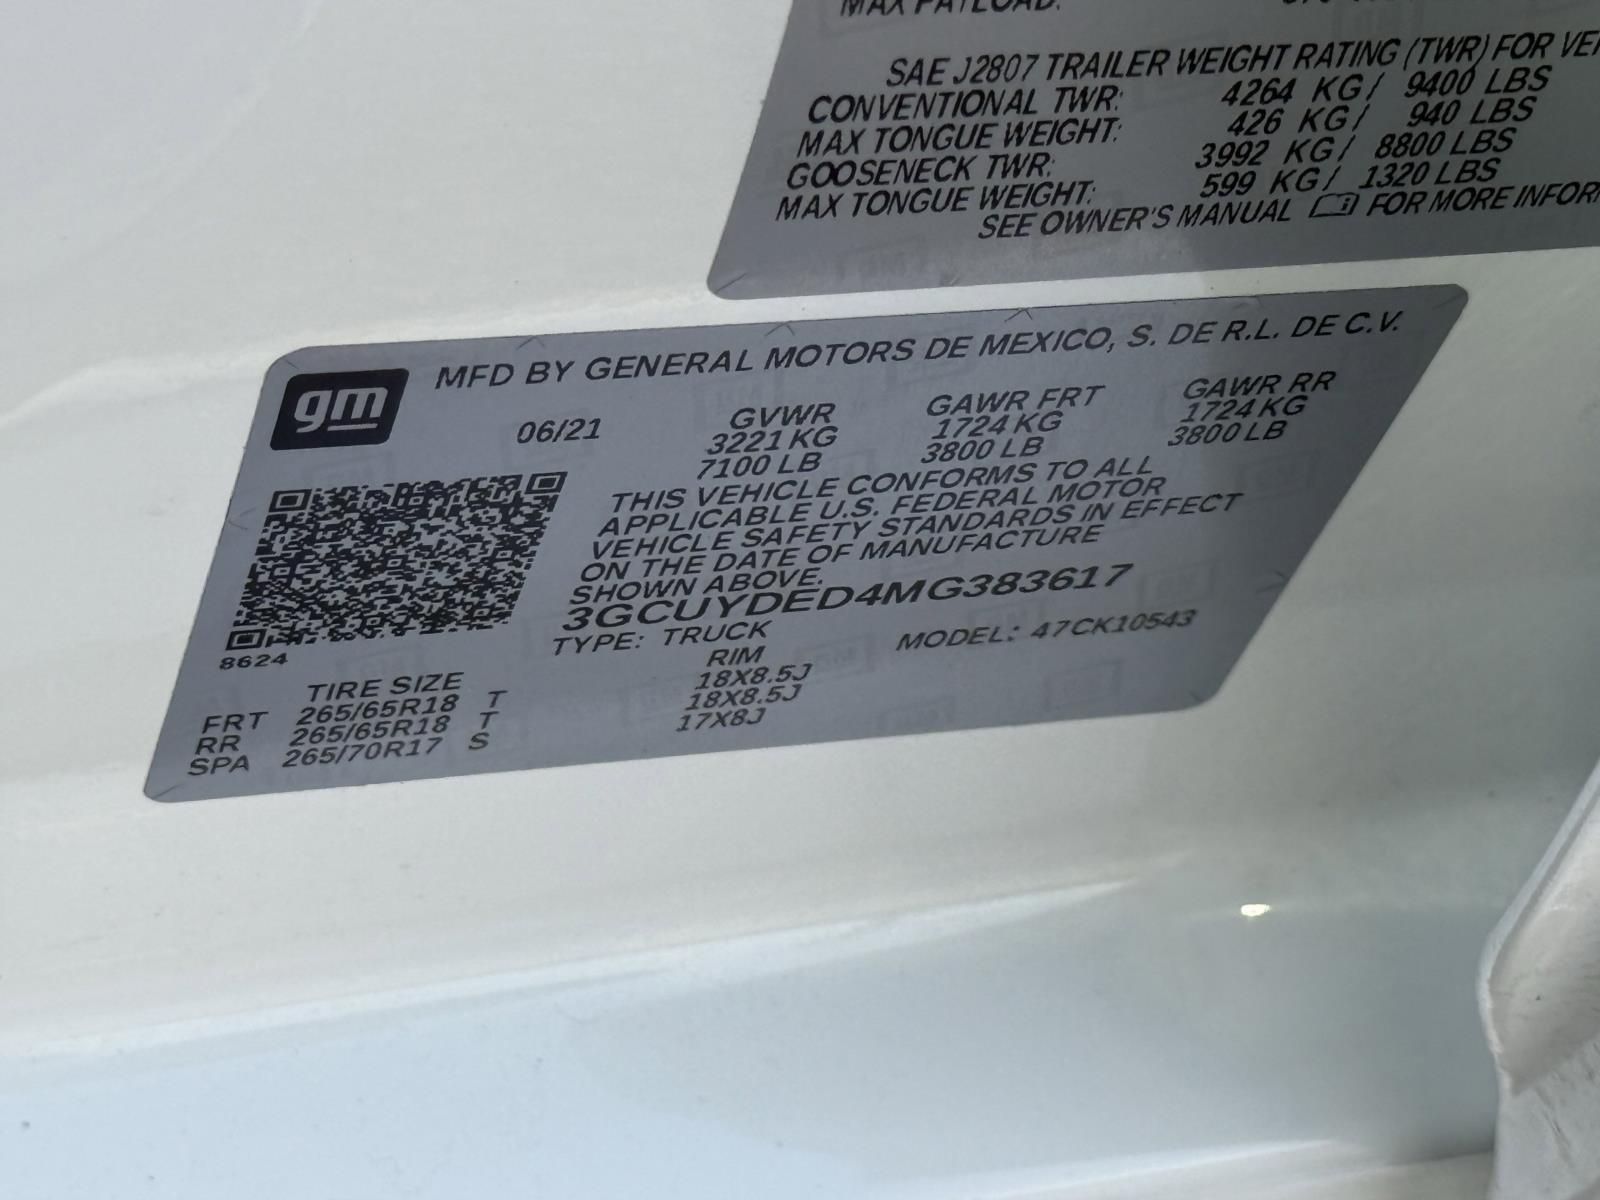 MAX PAYLOAD:
SAE J2807 TRAILER WEIGHT RATING (TWR) FOR
CONVENTIONAL TWR: 4264 KG/ 9400 LBS
MAX TONGUE WEIGHT: 426 KG/ 940 LBS
GOOSENECK TWR: 3992 KG/ 8800 LBS
MAX TONGUE WEIGHT: 599 KG/ 1320 LBS
SEE OWNER'S MANUAL FOR MORE
gm
MFD BY GENERAL MOTORS DE MEXICO, S. DE R.L. DE C.V.
06/21 GVWR GAWR FRT GAWR RR
3221 KG 1724 KG 1724 KG
7100 LB 3800 LB 3800 LB
THIS VEHICLE CONFORMS TO ALL
APPLICABLE U.S. FEDERAL MOTOR
VEHICLE SAFETY STANDARDS IN EFFECT
ON THE DATE OF MANUFACTURE
SHOWN ABOVE.
3GCUYDED4MG383617
TYPE: TRUCK MODEL: 47CK10543
8624
TIRE SIZE RIM
FRT 265/65R18 T 18X8.5J
RR 265/65R18 T 18X8.5J
SPA 265/70R17 S 17X8J